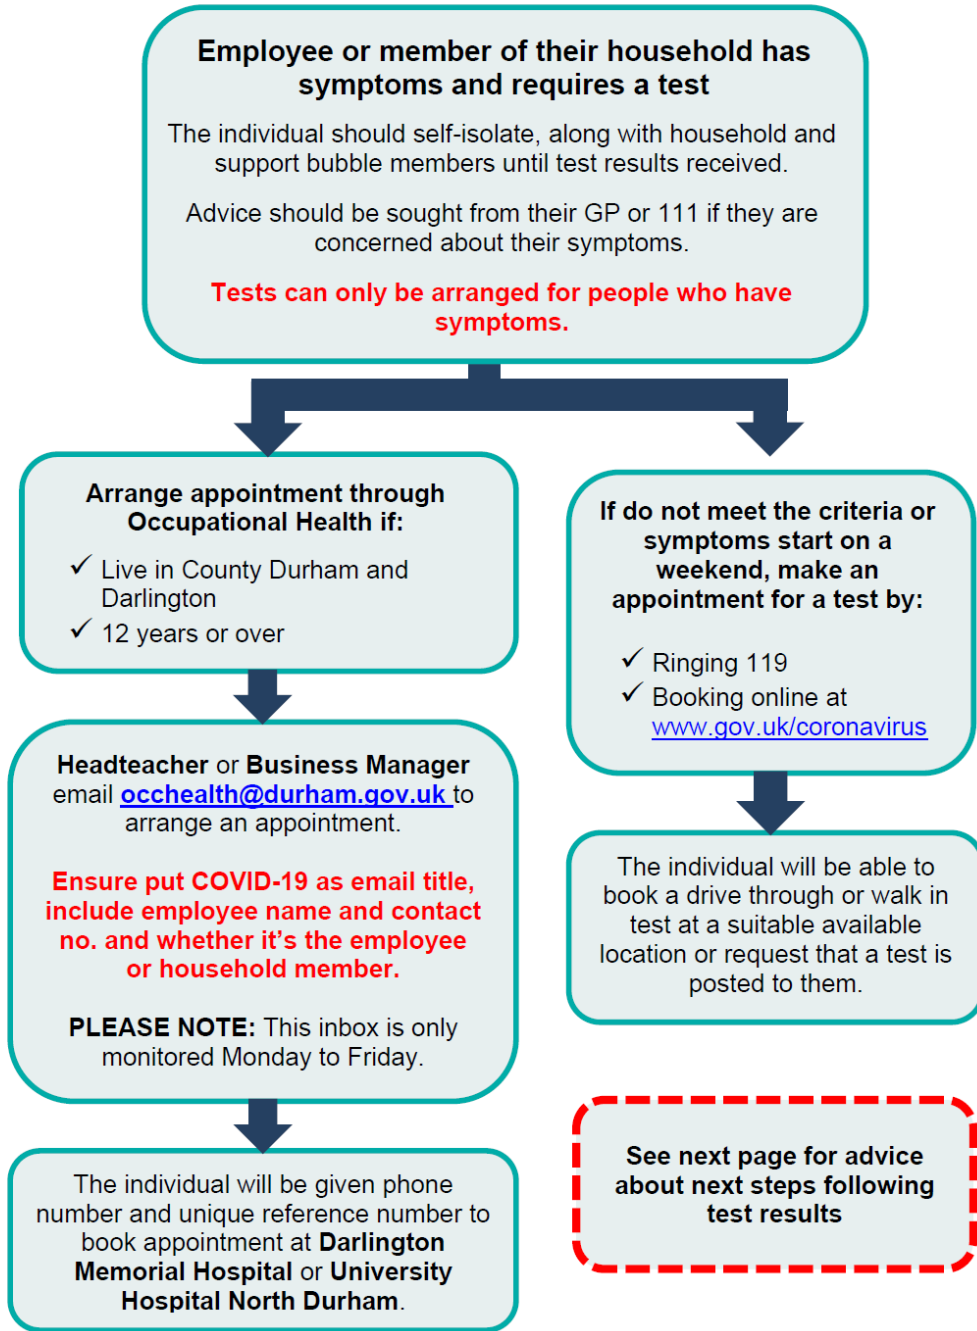 Employee or member of their household has
symptoms and requires a test
The individual should self-isolate, along with household and
support bubble members until test results received.
Advice should be sought from their GP or 111 if they are
concerned about their symptoms.
Tests can only be arranged for people who have
symptoms.
Arrange appointment through
Occupational Health if:
✓ Live in County Durham and
Darlington
✓ 12 years or over
Headteacher or Business Manager
email occhealth@durham.gov.uk to
arrange an appointment.
Ensure put COVID-19 as email title,
include employee name and contact
no. and whether it's the employee
or household member.
PLEASE NOTE: This inbox is only
monitored Monday to Friday.
The individual will be given phone
number and unique reference number to
book appointment at Darlington
Memorial Hospital or University
Hospital North Durham.
If do not meet the criteria or
symptoms start on a
weekend, make an
appointment for a test by:
✓ Ringing 119
✓ Booking online at
www.gov.uk/coronavirus
The individual will be able to
book a drive through or walk in
test at a suitable available
location or request that a test is
posted to them.
See next page for advice
about next steps following
test results